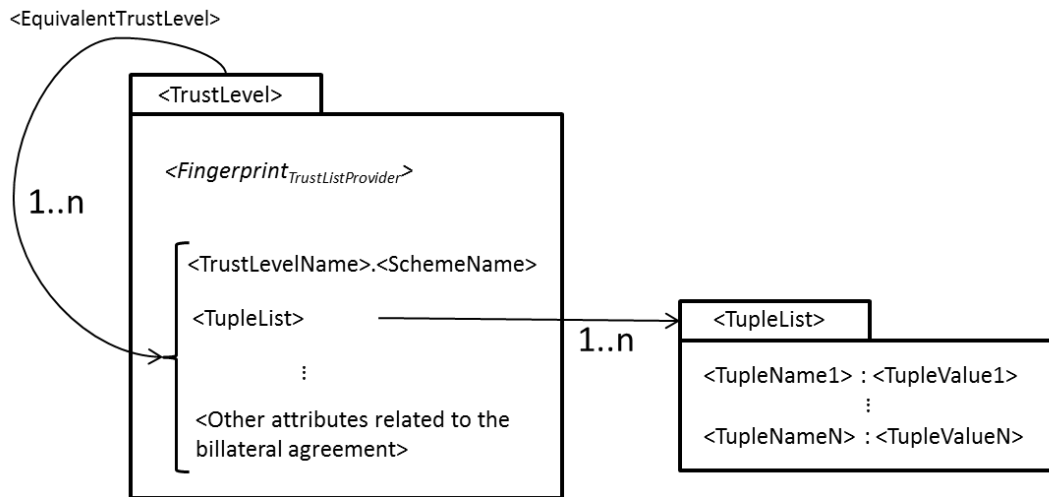 <EquivalentTrustLevel>
<TrustLevel>
<Fingerprint_TrustListProvider>
1..n
<TrustLevelName>.<SchemeName>
<TupleList>
1..n
<TupleList>
⋮
<TupleName1> : <TupleValue1>
⋮
<TupleNameN> : <TupleValueN>
<Other attributes related to the
billateral agreement>